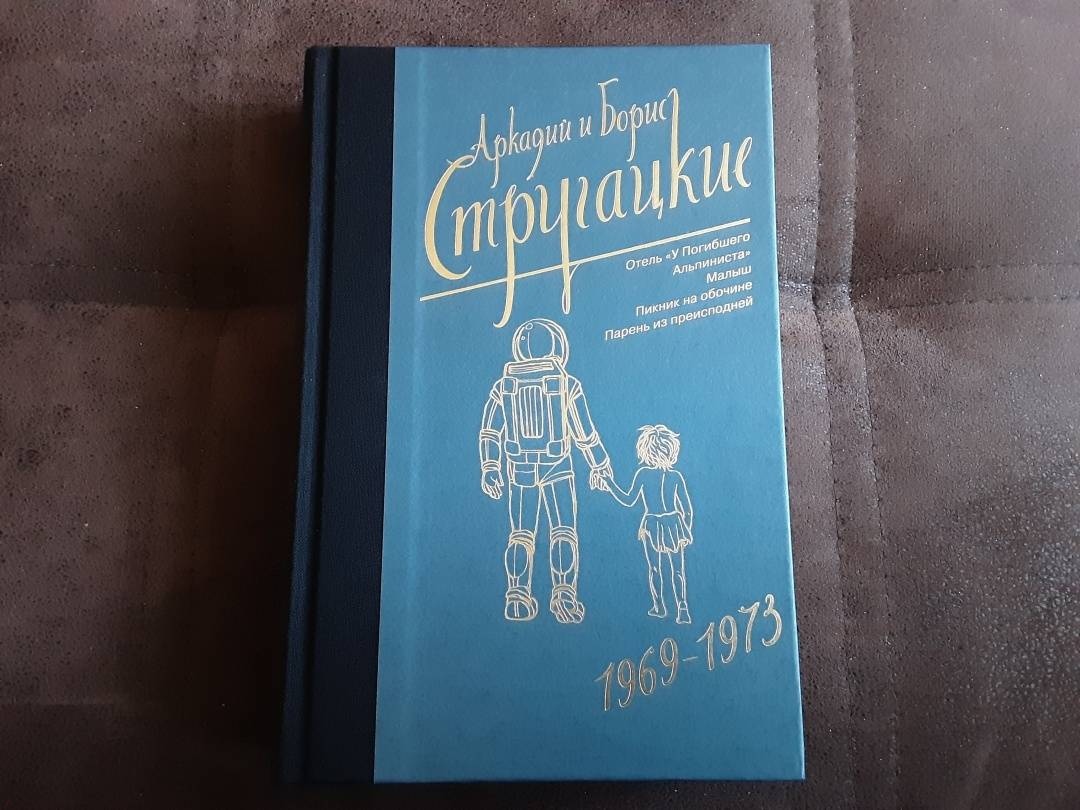 Аркадий и Борис
Стругацкие
Отель «У Погибшего
Альпиниста»
Малыш
Пикник на обочине
Парень из преисподней
1969–1973